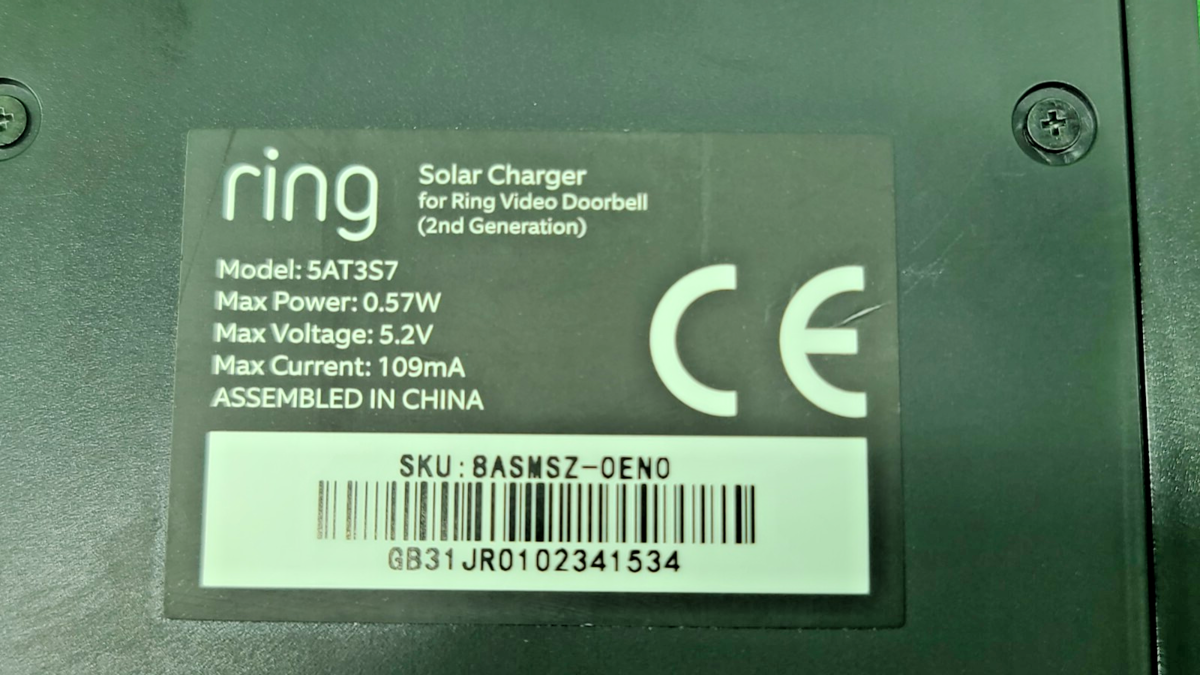 ring
Solar Charger
for Ring Video Doorbell
(2nd Generation)
Model: 5AT3S7
Max Power: 0.57W
Max Voltage: 5.2V
Max Current: 109mA
ASSEMBLED IN CHINA
CE
SKU:8ASMSZ-0EN0
GB31JR0102341534